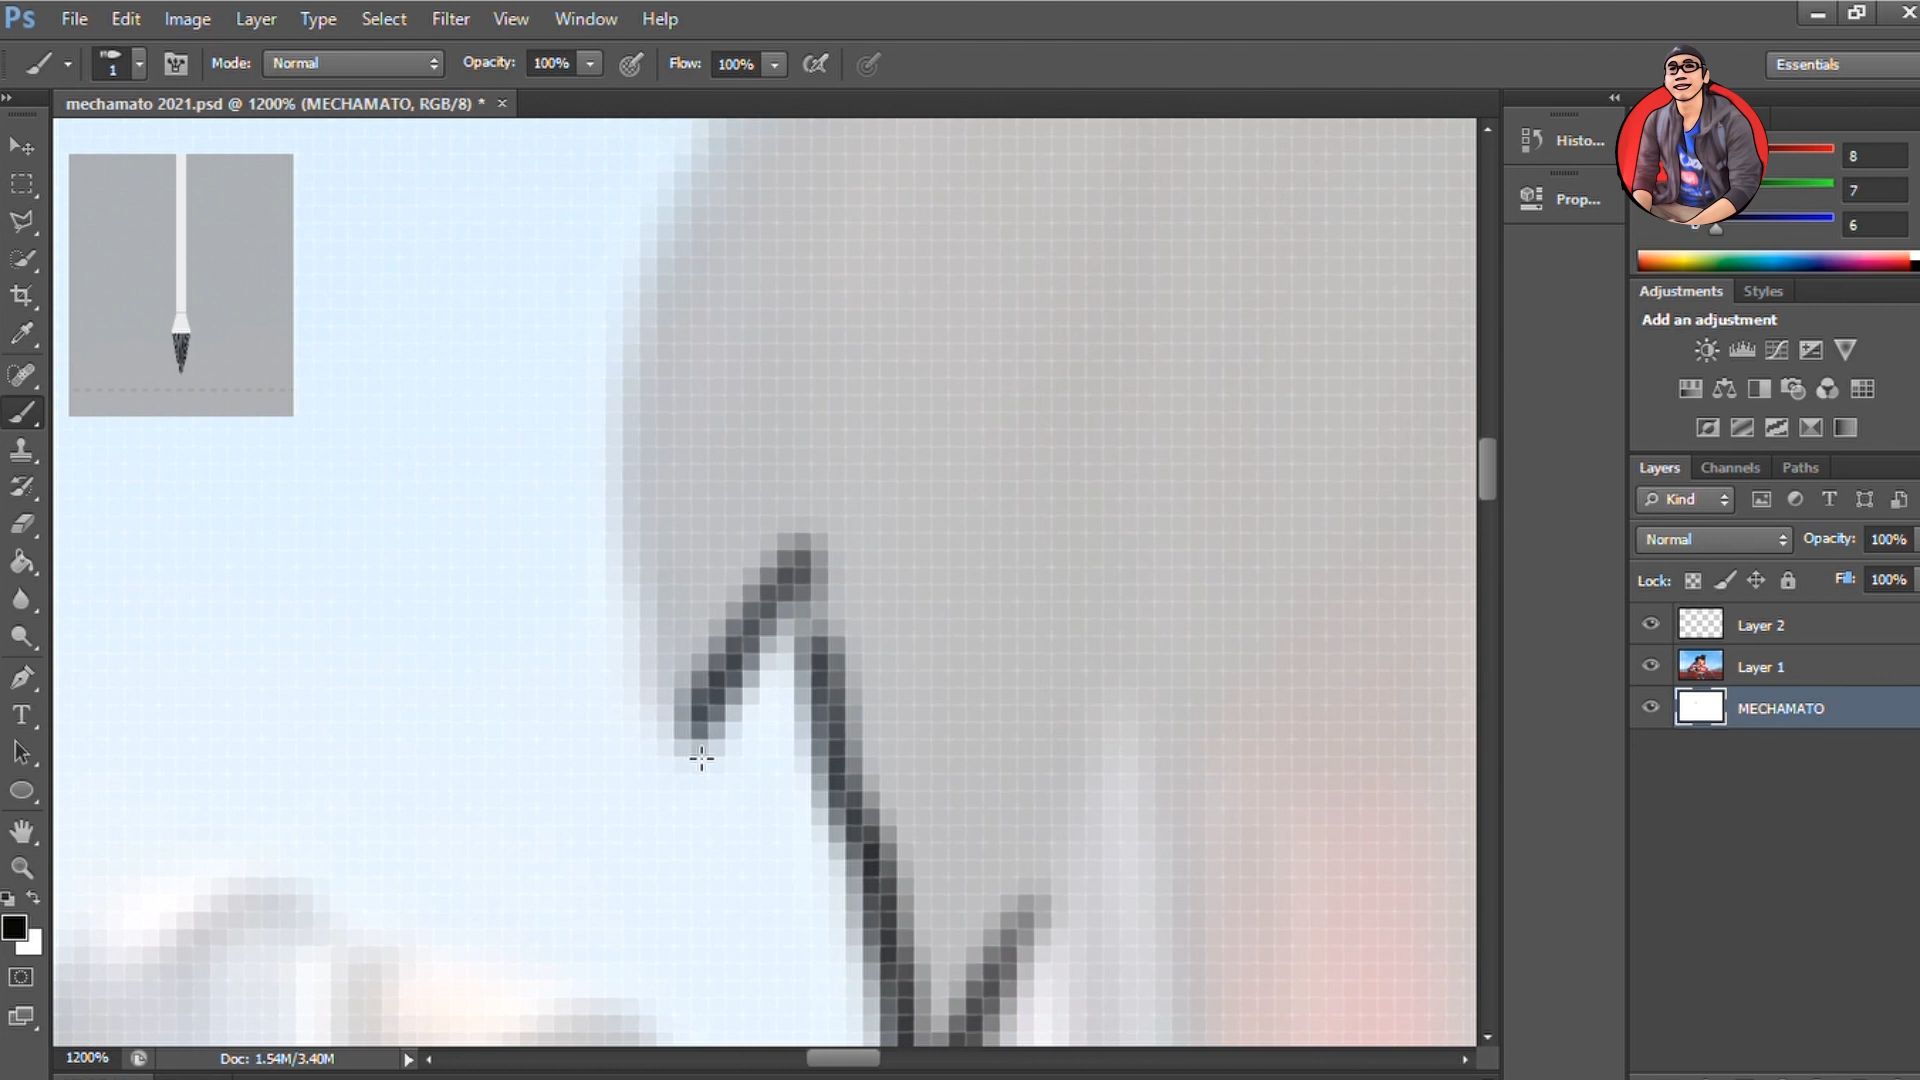 Ps File Edit Image Layer Type Select Filter View Window Help
1 Mode: Normal Opacity: 100% Flow: 100% Essentials
mechamato 2021.psd @ 1200% (MECHAMATO, RGB/8) * ×
Histo... 8
7
Prop... 6
Adjustments Styles
Add an adjustment
Layers Channels Paths
Kind
Normal Opacity: 100%
Lock: Fill: 100%
Layer 2
Layer 1
MECHAMATO
1200% Doc: 1.54M/3.40M